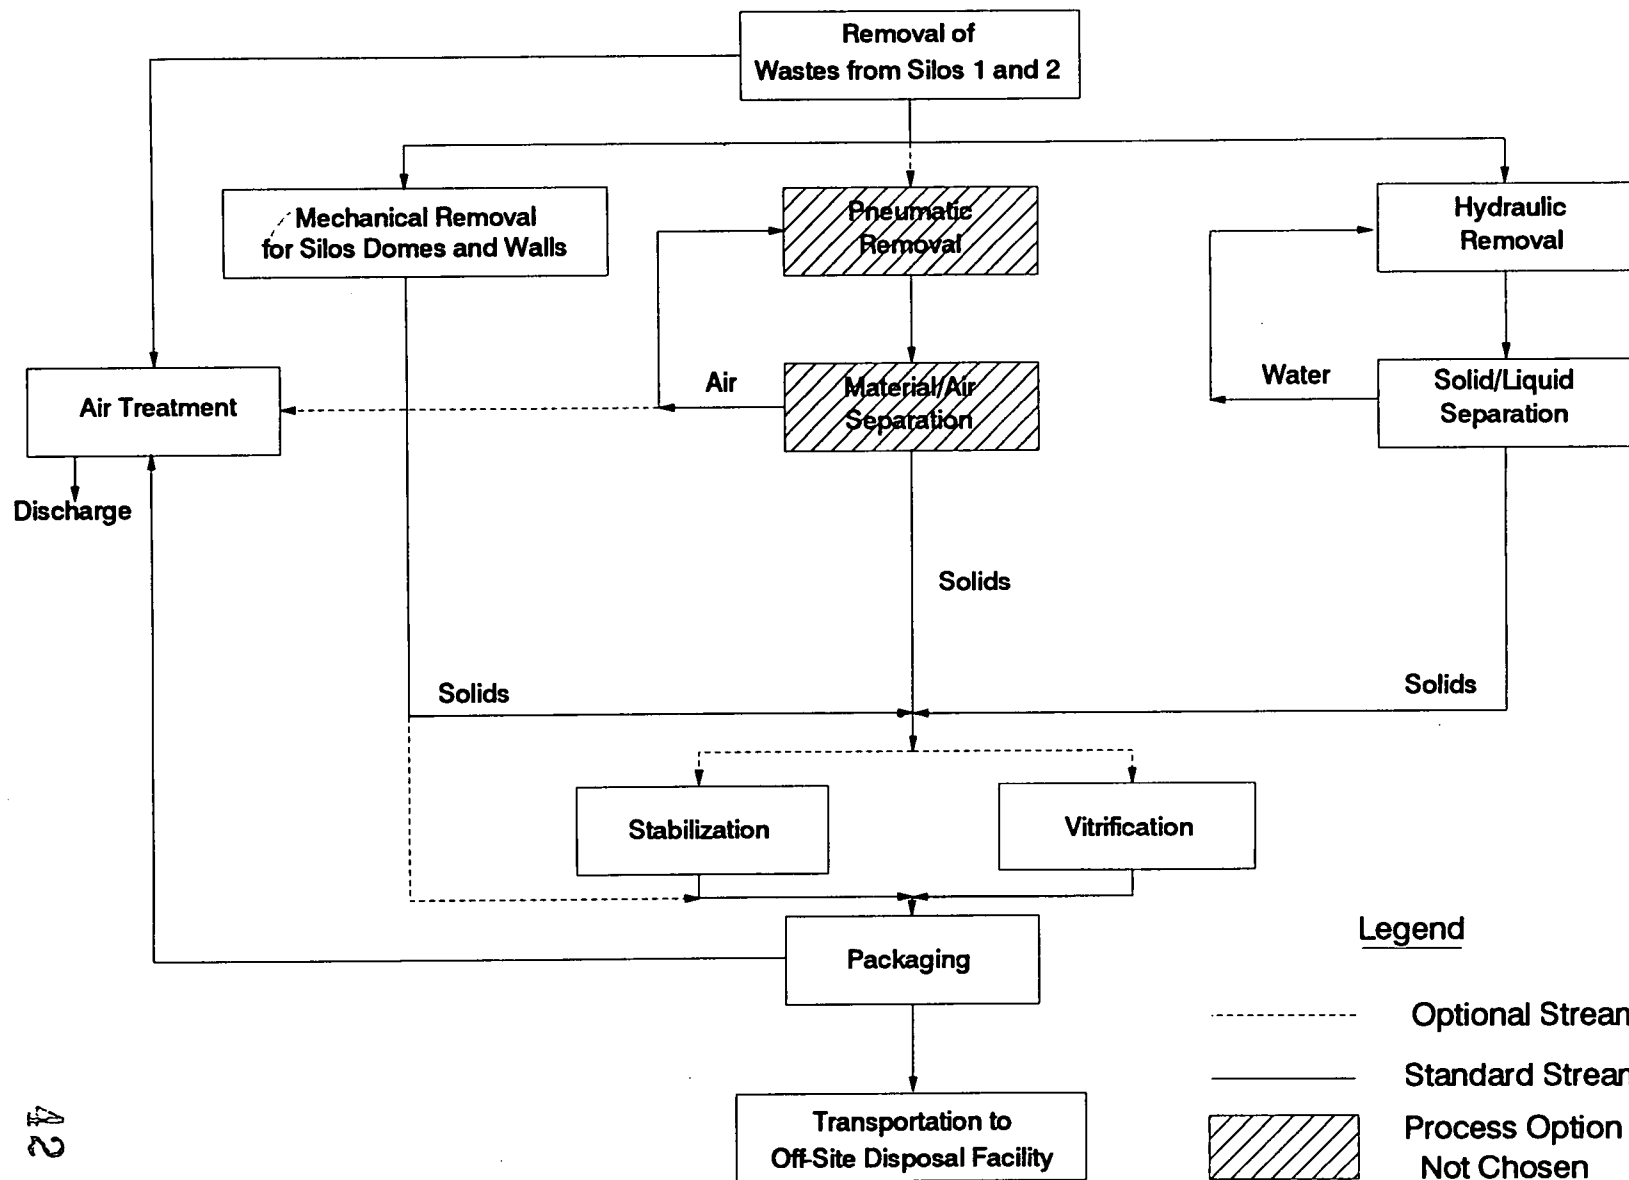 Removal of
Wastes from Silos 1 and 2
Mechanical Removal
for Silos Domes and Walls
Pneumatic
Removal
Hydraulic
Removal
Air Treatment
Air
Material/Air
Separation
Water
Solid/Liquid
Separation
Discharge
Solids
Solids
Solids
Stabilization
Vitrification
Packaging
Transportation to
Off-Site Disposal Facility
Legend
Optional Stream
Standard Stream
Process Option
Not Chosen
42